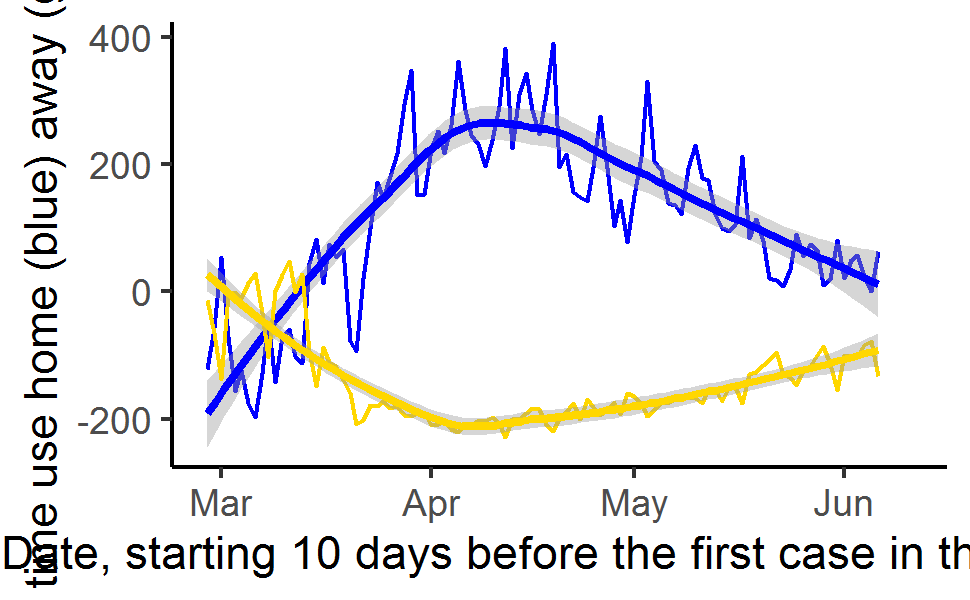 time use home (blue) away (
400
200
0
-200
Mar Apr May Jun
Date, starting 10 days before the first case in th